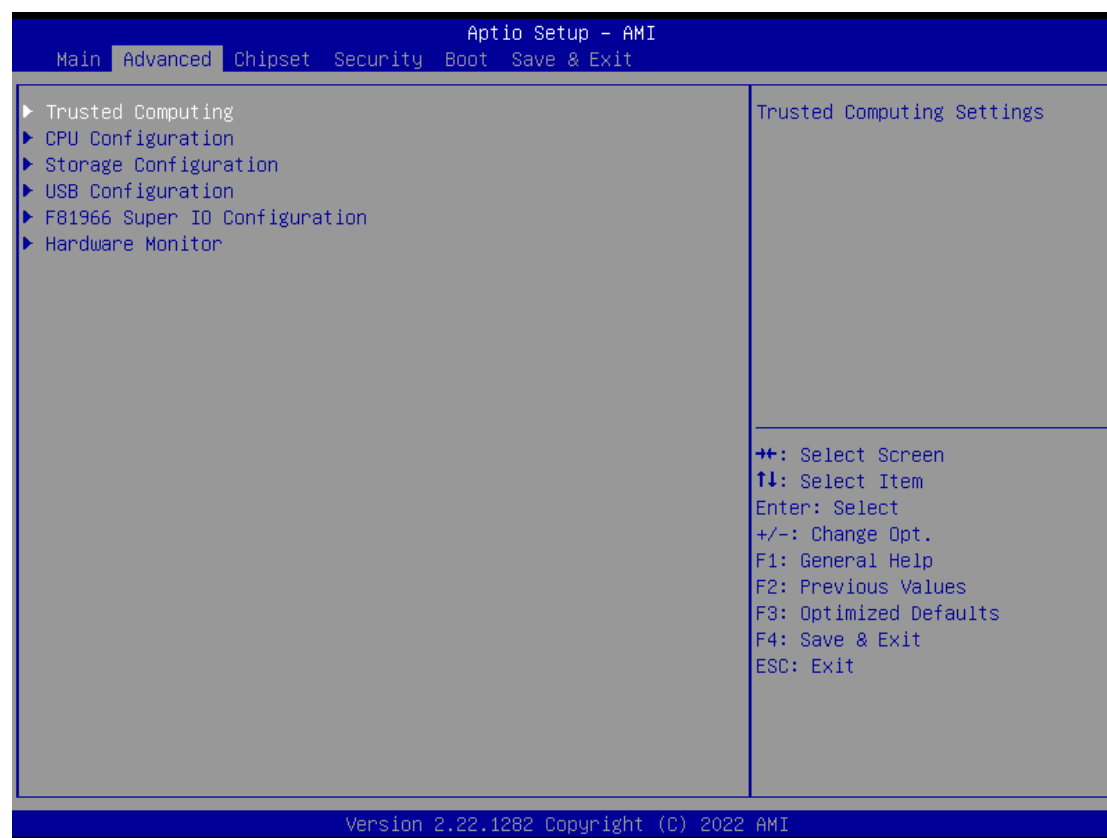 Aptio Setup – AMI
Main Advanced Chipset Security Boot Save & Exit
▶ Trusted Computing
▶ CPU Configuration
▶ Storage Configuration
▶ USB Configuration
▶ F81966 Super IO Configuration
▶ Hardware Monitor
Trusted Computing Settings
→←: Select Screen
↑↓: Select Item
Enter: Select
+/-: Change Opt.
F1: General Help
F2: Previous Values
F3: Optimized Defaults
F4: Save & Exit
ESC: Exit
Version 2.22.1282 Copyright (C) 2022 AMI